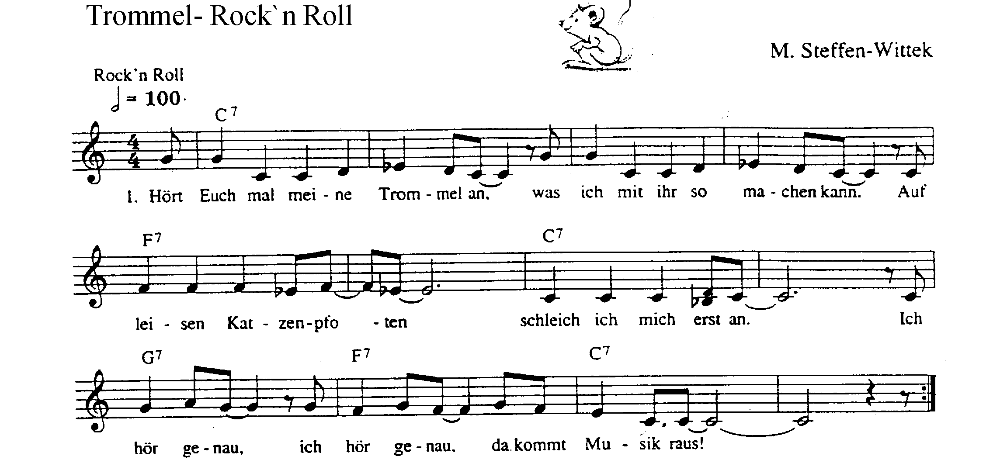 Trommel- Rock`n Roll
M. Steffen-Wittek
Rock'n Roll
= 100
C7
4
4
1. Hört Euch mal mei - ne Trom - mel an, was ich mit ihr so ma - chen kann. Auf
F7 C7
lei - sen Kat - zen-pfo - ten schleich ich mich erst an. Ich
G7 F7 C7
hör ge - nau, ich hör ge - nau, da kommt Mu - sik raus!